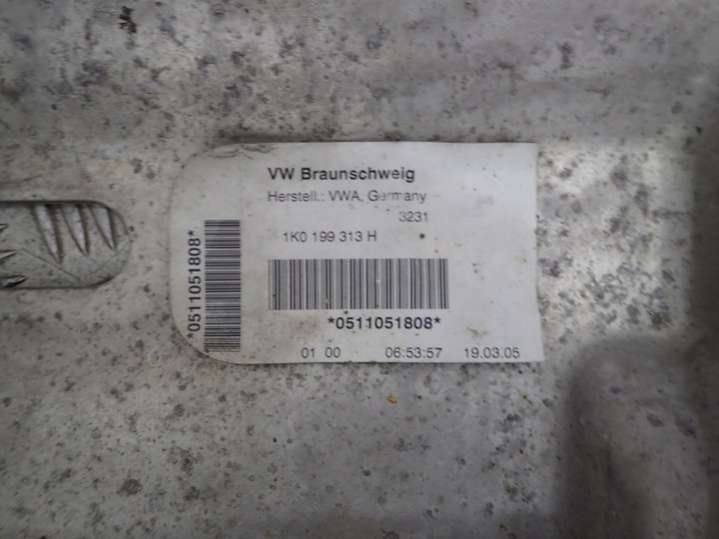 VW Braunschweig
Herstell.: VWA, Germany
3231
1K0 199 313 H
*0511051808*
*0511051808*
01 00 06:53:57 19.03.05